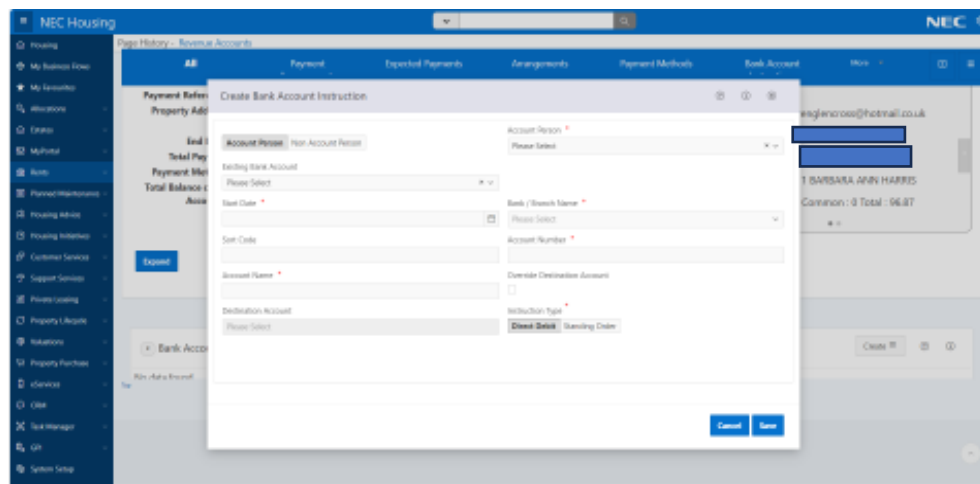 NEC Housing
NEC
Housing
My Business Flows
My Favourites
Allocations
Estates
MyPortal
Rents
Planned Maintenance
Housing Advice
Housing Initiatives
Customer Services
Support Services
Private Leasing
Property Lifecycle
Valuations
Property Purchase
eServices
CRM
Task Manager
GPI
System Setup
Page History - Revenue Accounts
All
Payment
Expected Payments
Arrangements
Payment Methods
Bank Account
More
Payment Refer
Property Add
End
Total Pay
Payment Met
Total Balance
Acco
Expand
Bank Acco
No data found
Top
Create Bank Account Instruction
Account Person
Non Account Person
Account Person *
Please Select
Existing Bank Account
Please Select
Start Date *
Bank / Branch Name *
Please Select
Sort Code
Account Number *
Account Name *
Override Destination Account
Destination Account
Please Select
Instruction Type *
Direct Debit
Standing Order
Cancel
Save
englencross@hotmail.co.uk
1 BARBARA ANN HARRIS
Common : 0 Total : 96.87
Create